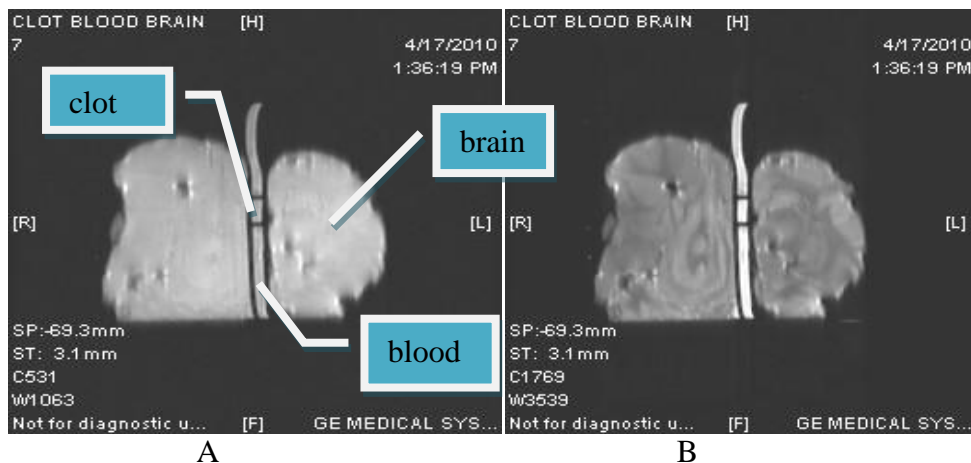 CLOT BLOOD BRAIN [H]
7
4/17/2010
1:36:19 PM
clot
brain
[R]
[L]
blood
SP:-69.3mm
ST: 3.1mm
C531
W1063
Not for diagnostic u... [F] GE MEDICAL SYS...
A
CLOT BLOOD BRAIN [H]
7
4/17/2010
1:36:19 PM
[R]
[L]
SP:-69.3mm
ST: 3.1mm
C1769
W3539
Not for diagnostic u... [F] GE MEDICAL SYS...
B